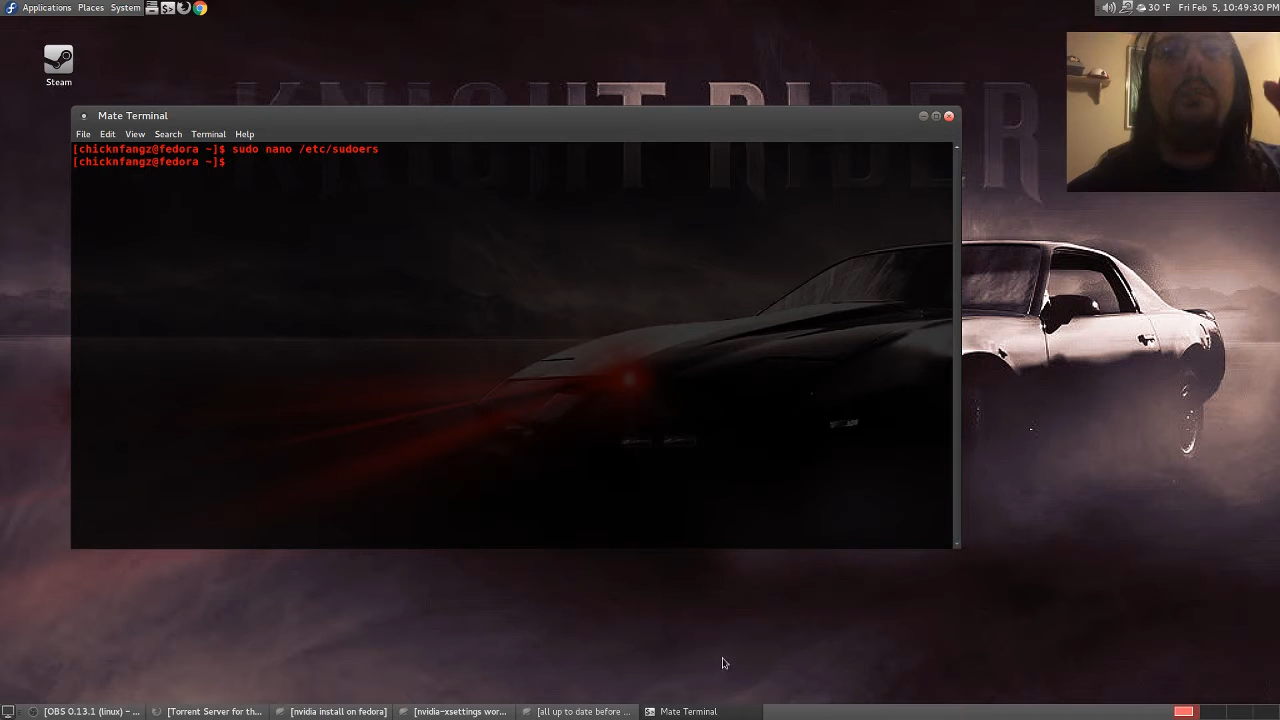 Applications Places System
30 °F Fri Feb 5, 10:49:30 PM
Steam
KNIGHT RIDER
Mate Terminal
File Edit View Search Terminal Help
[chicknfangz@fedora ~]$ sudo nano /etc/sudoers
[chicknfangz@fedora ~]$
[OBS 0.13.1 (linux) – ...
[Torrent Server for th...
[nvidia install on fedora]
[nvidia-xsettings wor...
[all up to date before ...
Mate Terminal